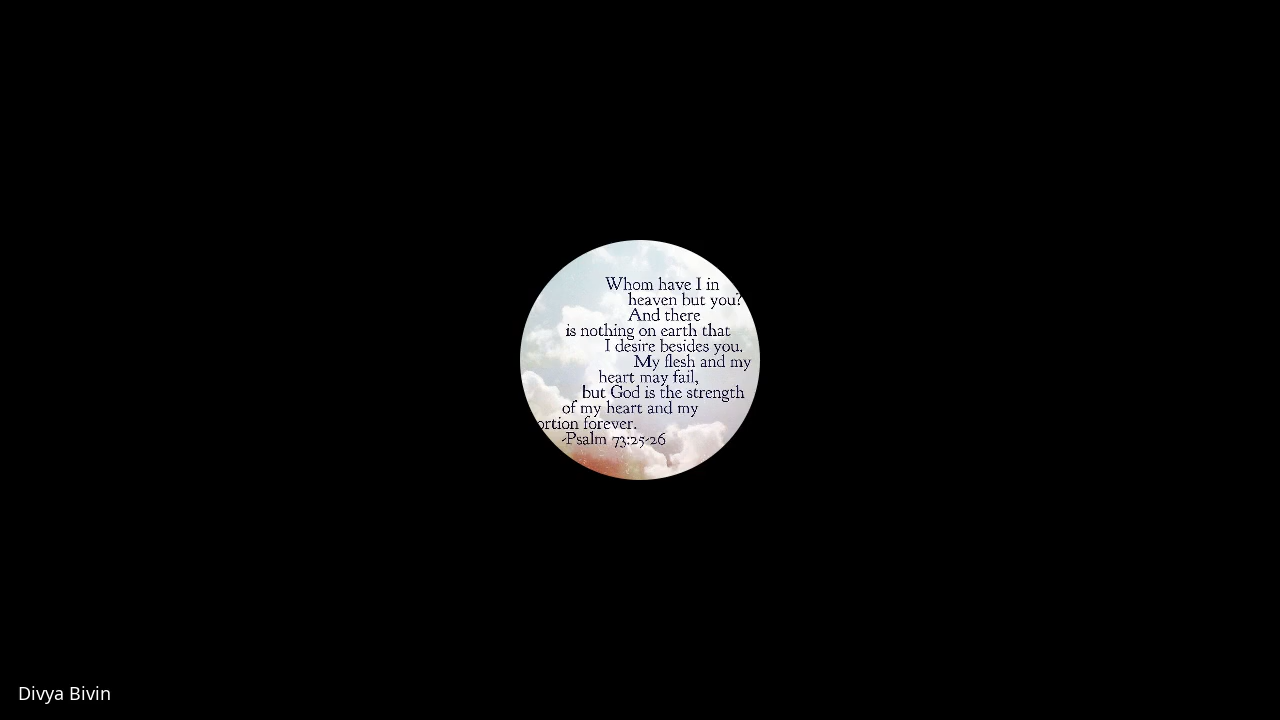 Whom have I in
heaven but you?
And there
is nothing on earth that
I desire besides you.
My flesh and my
heart may fail,
but God is the strength
of my heart and my
ortion forever.
-Psalm 73:25-26
Divya Bivin